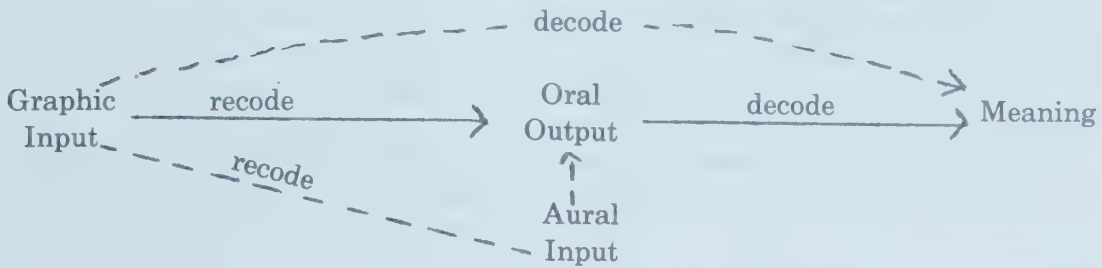 decode
Graphic
Input
recode
Oral
Output
decode
Meaning
recode
Aural
Input